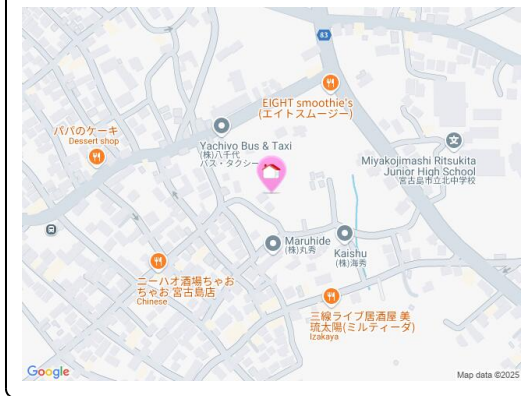 83
EIGHT smoothie's
(エイトスムージー)
パパのケーキ
Dessert shop
Yachiyo Bus & Taxi
(株)八千代
バス・タクシー
Miyakojimashi Ritsukita
Junior High School
宮古島市立北中学校
Maruhide
(株)丸秀
Kaishu
(株)海秀
ニーハオ酒場ちゃお
ちゃお 宮古島店
Chinese
三線ライブ居酒屋 美
琉太陽(ミルティーダ)
Izakaya
Google
Map data ©2025